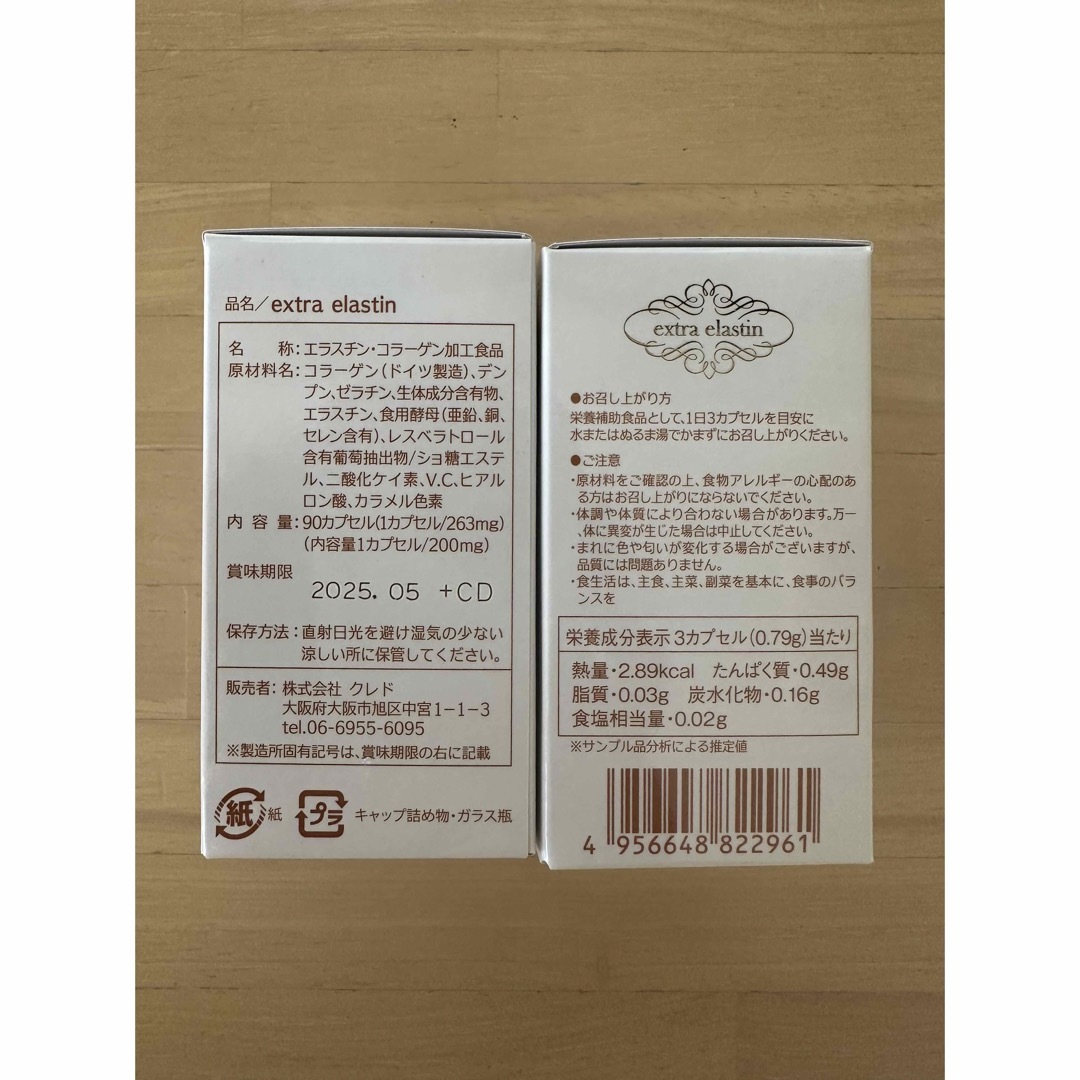 品名/extra elastin
名 称:エラスチン・コラーゲン加工食品
原材料名:コラーゲン(ドイツ製造)、デン
プン、ゼラチン、生体成分含有物、
エラスチン、食用酵母(亜鉛、銅、
セレン含有)、レスベラトロール
含有葡萄抽出物/ショ糖エステ
ル、二酸化ケイ素、V.C、ヒアル
ロン酸、カラメル色素
内容量:90カプセル(1カプセル/263mg)
(内容量1カプセル/200mg)
賞味期限
2025. 05 +CD
保存方法:直射日光を避け湿気の少ない
涼しい所に保管してください。
販売者:株式会社 クレド
大阪府大阪市旭区中宮1-1-3
tel.06-6955-6095
※製造所固有記号は、賞味期限の右に記載
紙 紙 プラ キャップ詰め物・ガラス瓶
extra elastin
●お召し上がり方
栄養補助食品として、1日3カプセルを目安に
水またはぬるま湯でかまずにお召し上がりください。
●ご注意
・原材料をご確認の上、食物アレルギーの心配のあ
る方はお召し上がりにならないでください。
・体調や体質により合わない場合があります。万一
、体に異変が生じた場合は中止してください。
・まれに色や匂いが変化する場合がございますが、
品質には問題ありません。
・食生活は、主食、主菜、副菜を基本に、食事のバラ
ンスを
栄養成分表示 3カプセル(0.79g)当たり
熱量・2.89kcal たんぱく質・0.49g
脂質・0.03g 炭水化物・0.16g
食塩相当量・0.02g
※サンプル品分析による推定値
4 956648 822961